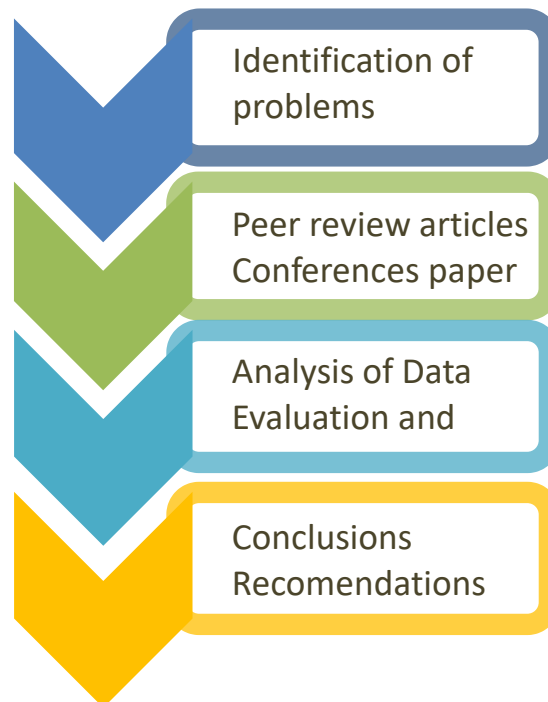 Identification of
problems
Peer review articles
Conferences paper
Analysis of Data
Evaluation and
Conclusions
Recomendations